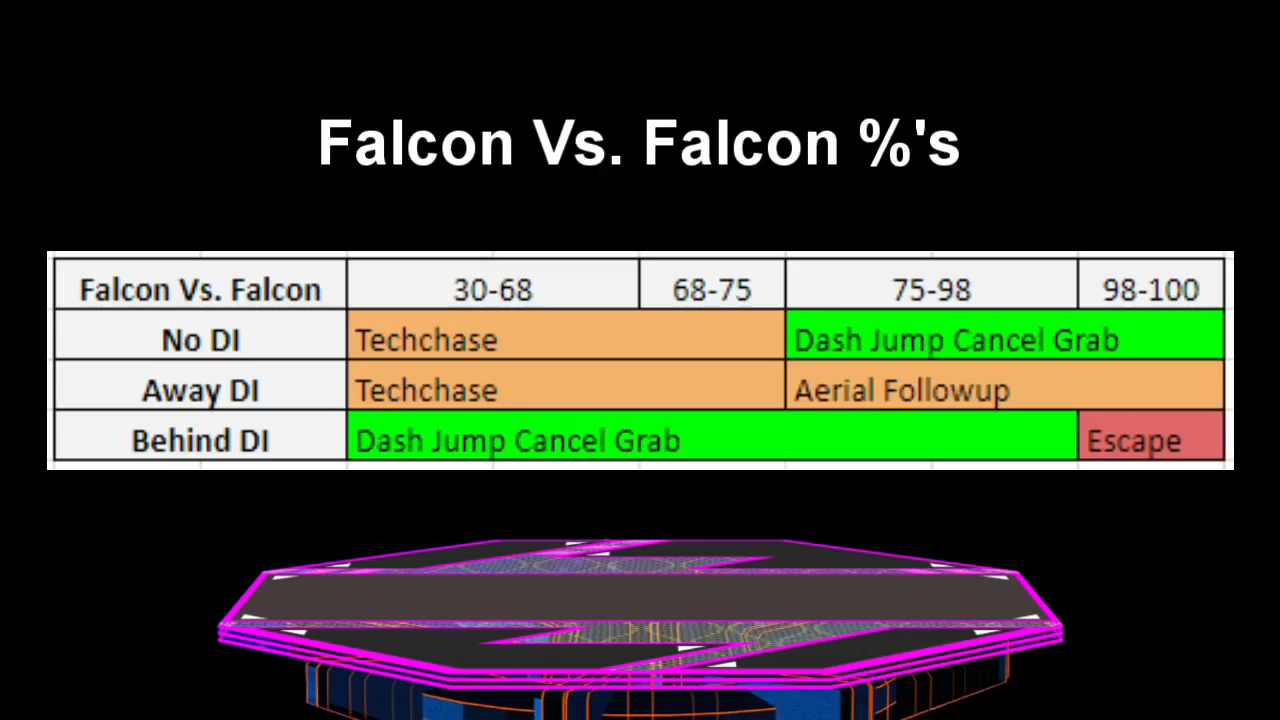 Falcon Vs. Falcon %'s
Falcon Vs. Falcon 30-68 68-75 75-98 98-100
No DI Techchase Dash Jump Cancel Grab
Away DI Techchase Aerial Followup
Behind DI Dash Jump Cancel Grab Escape